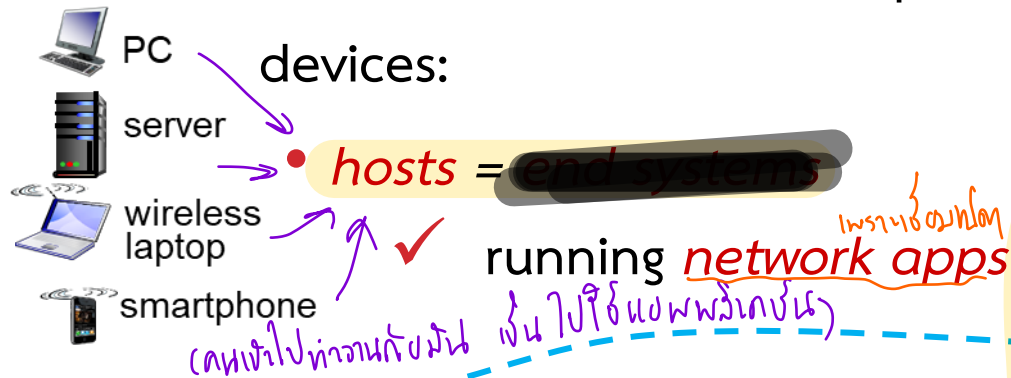 PC
devices:
server
hosts = end systems
wireless
laptop
running network apps
smartphone
(คนเข้าไปทำงานกับมัน เช่น ไปใช้แอพพลิเคชั่น)